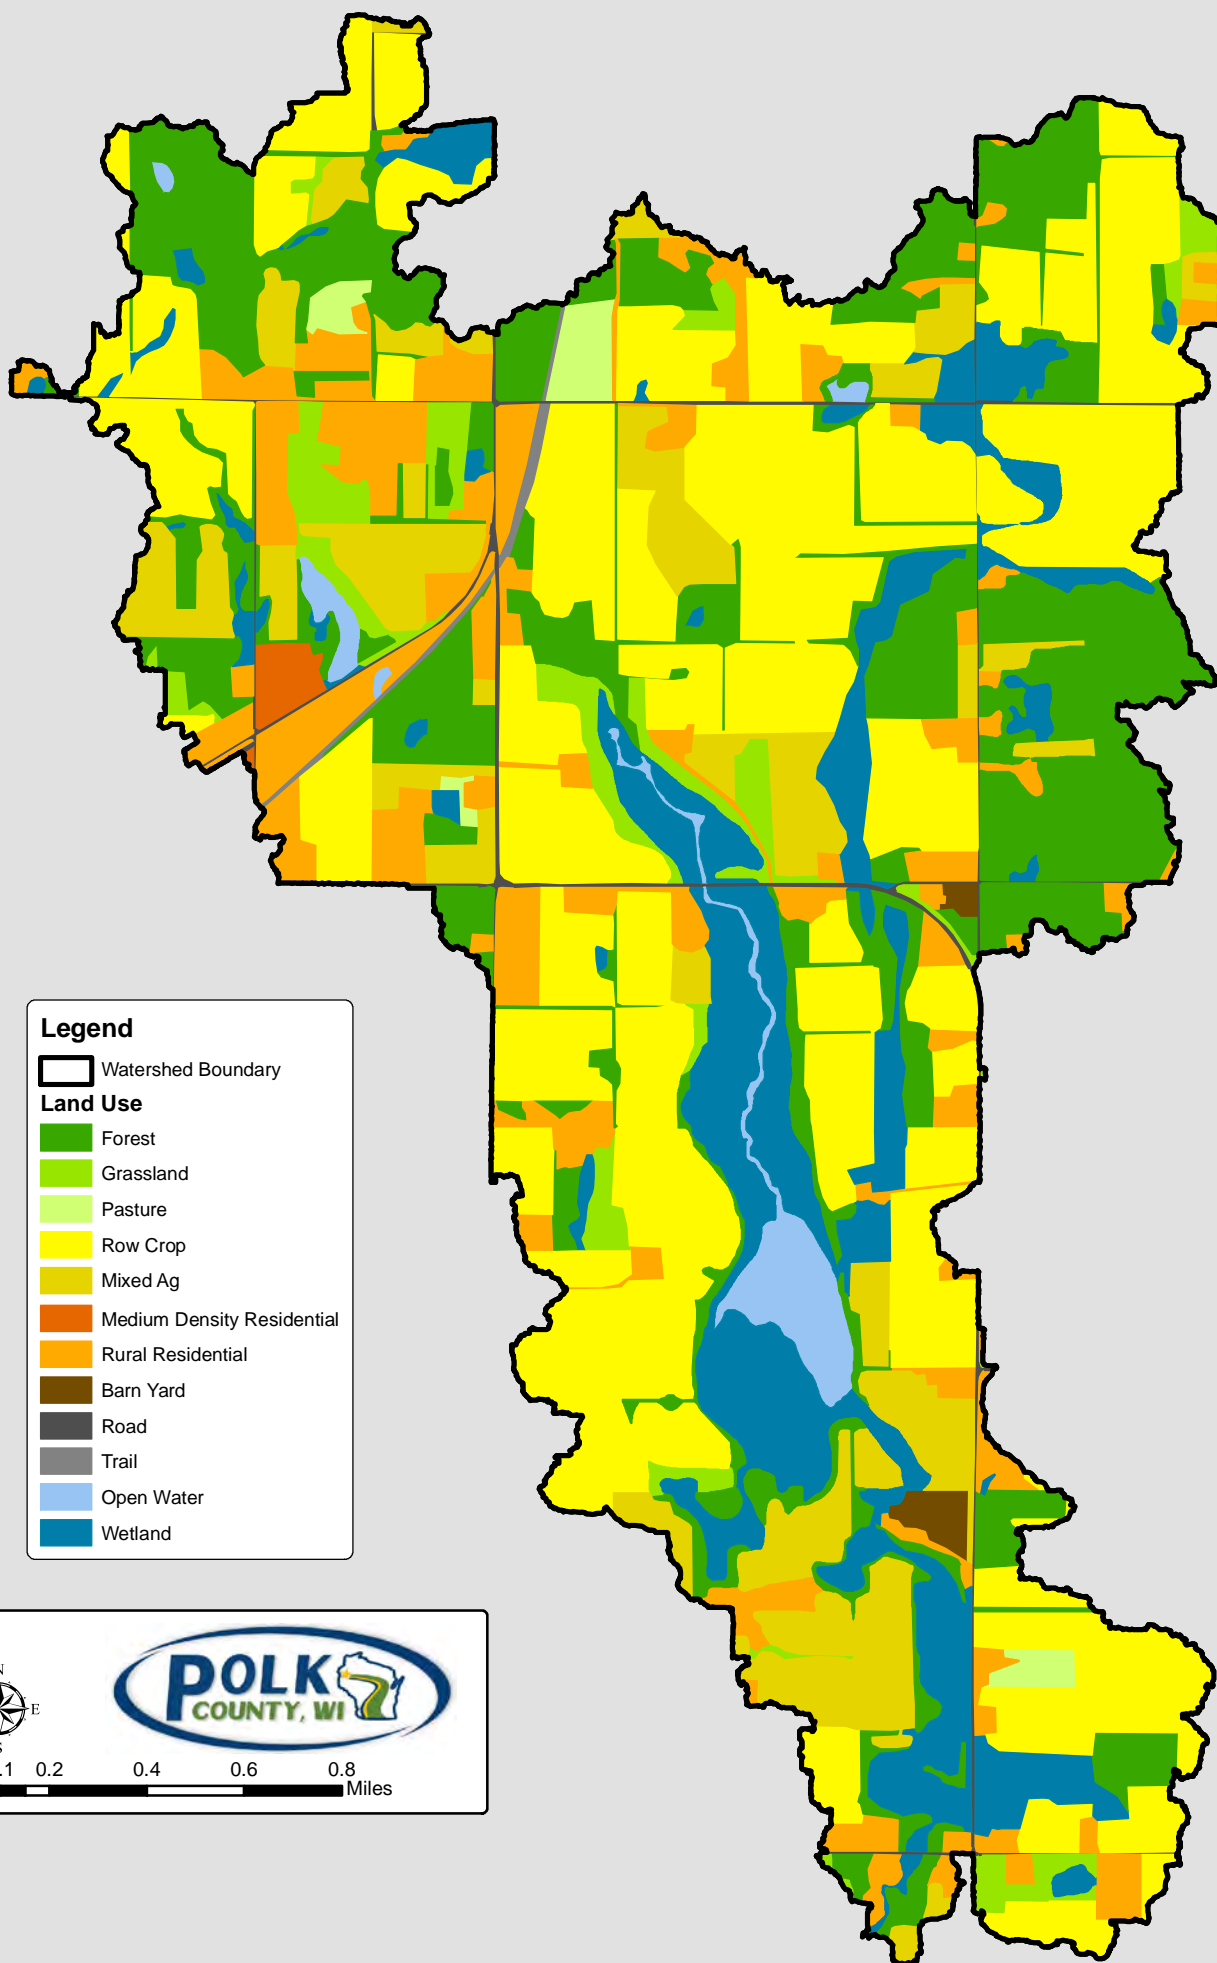 Legend
Watershed Boundary
Land Use
Forest
Grassland
Pasture
Row Crop
Mixed Ag
Medium Density Residential
Rural Residential
Barn Yard
Road
Trail
Open Water
Wetland
N
E
S
POLK
COUNTY, WI
.1 0.2 0.4 0.6 0.8
Miles